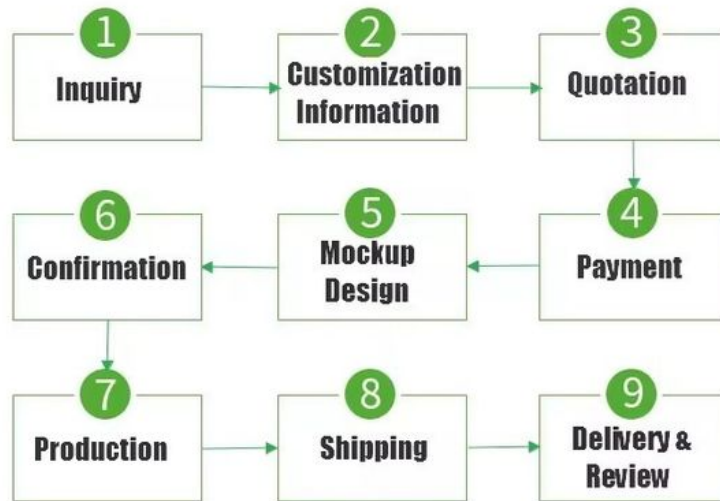 1
Inquiry
2
Customization
Information
3
Quotation
4
Payment
5
Mockup
Design
6
Confirmation
7
Production
8
Shipping
9
Delivery &
Review